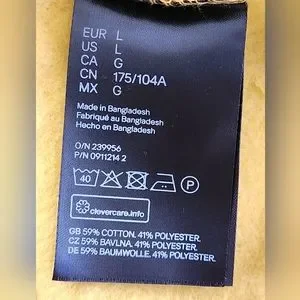 EUR L
US L
CA G
CN 175/104A
MX G
Made in Bangladesh
Fabriqué au Bangladesh
Hecho en Bangladesh
O/N 239956
P/N 0911214 2
40 P
clevercare.info
GB 59% COTTON. 41% POLYESTER.
CZ 59% BAVLNA. 41% POLYESTER.
DE 59% BAUMWOLLE. 41% POLYESTER.